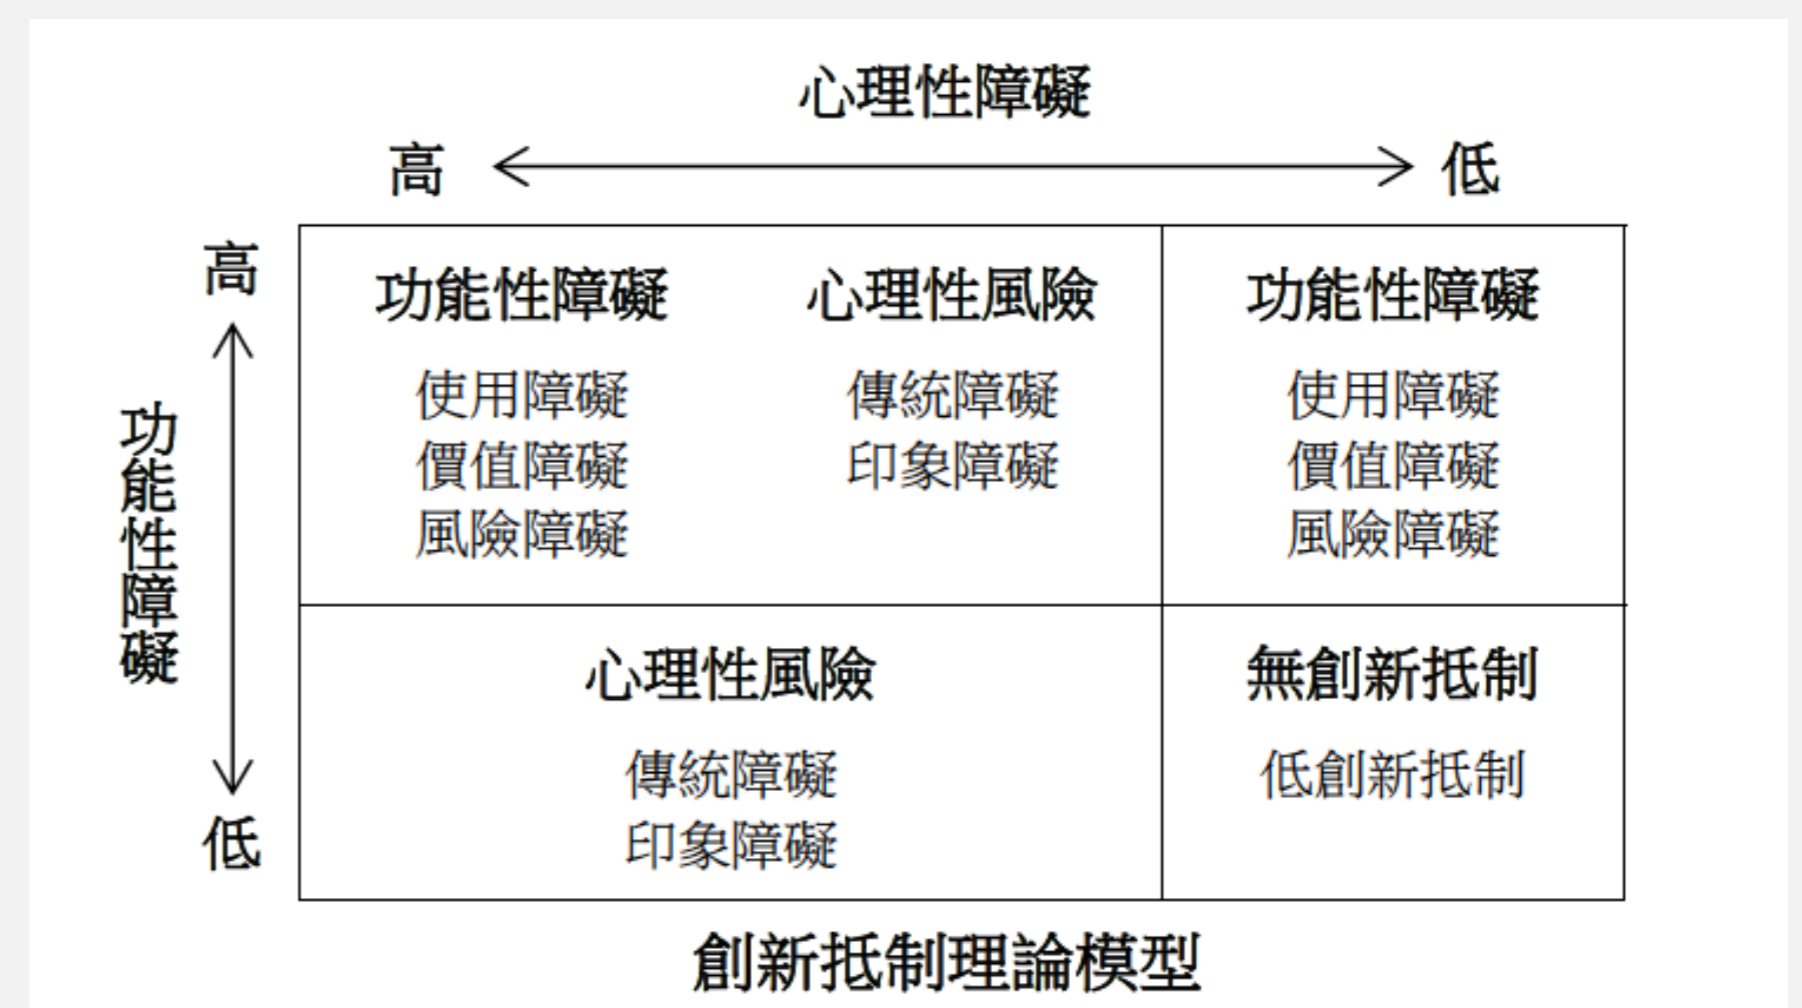 心理性障礙
高 低
高
功能性障礙 心理性風險 功能性障礙
使用障礙 傳統障礙 使用障礙
價值障礙 印象障礙 價值障礙
風險障礙 風險障礙
功能性障礙
心理性風險 無創新抵制
傳統障礙 低創新抵制
印象障礙
低
創新抵制理論模型